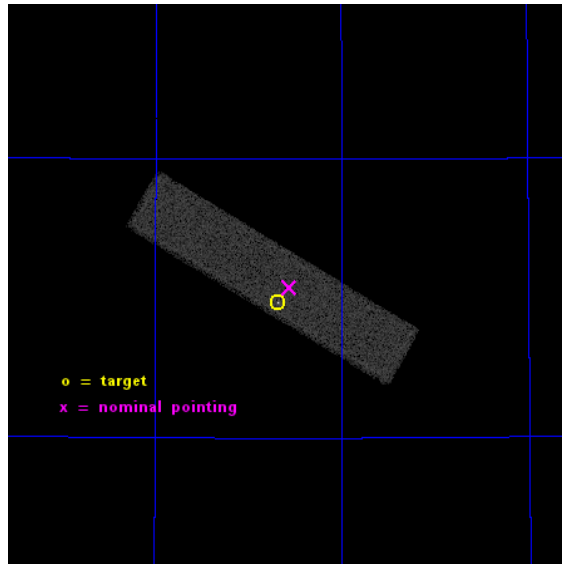 o = target
x = nominal pointing